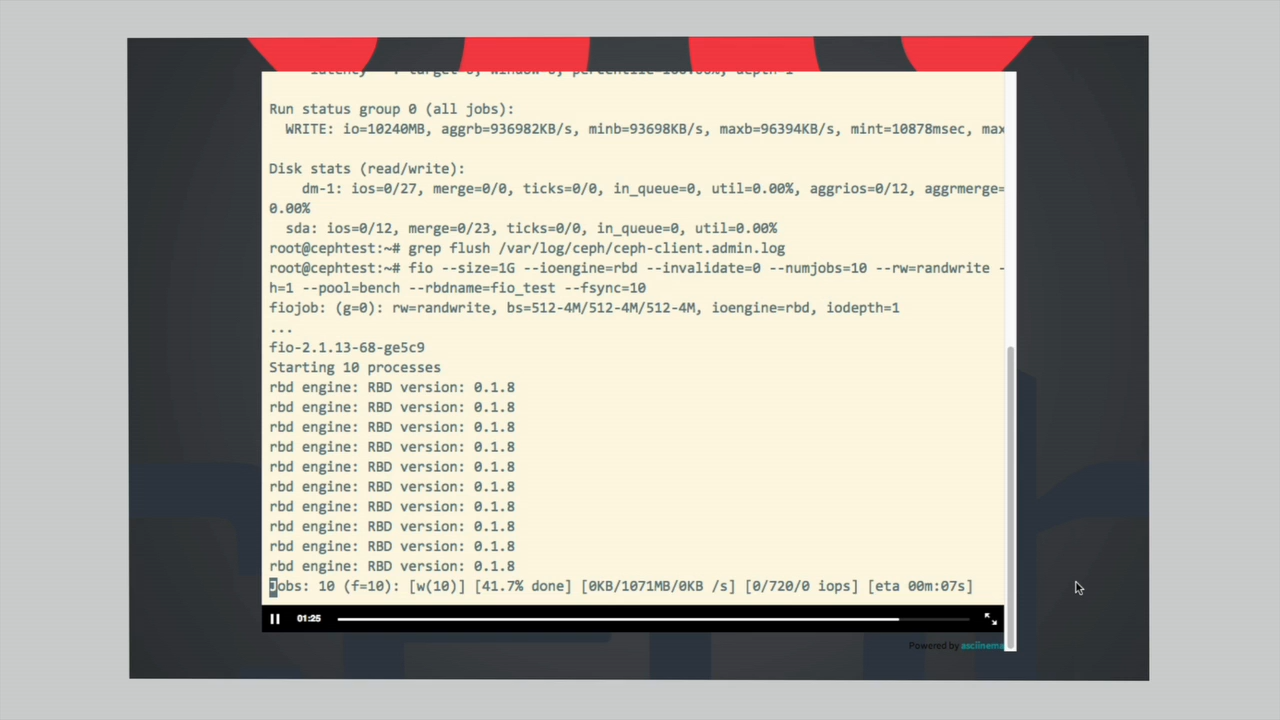 latency : target=0, window=0, percentile=100.00%, depth=1
Run status group 0 (all jobs):
WRITE: io=10240MB, aggrb=936982KB/s, minb=93698KB/s, maxb=96394KB/s, mint=10878msec, max
Disk stats (read/write):
dm-1: ios=0/27, merge=0/0, ticks=0/0, in_queue=0, util=0.00%, aggrios=0/12, aggrmerge=
0.00%
sda: ios=0/12, merge=0/23, ticks=0/0, in_queue=0, util=0.00%
root@cephtest:~# grep flush /var/log/ceph/ceph-client.admin.log
root@cephtest:~# fio --size=1G --ioengine=rbd --invalidate=0 --numjobs=10 --rw=randwrite -
h=1 --pool=bench --rbdname=fio_test --fsync=10
fiojob: (g=0): rw=randwrite, bs=512-4M/512-4M/512-4M, ioengine=rbd, iodepth=1
...
fio-2.1.13-68-ge5c9
Starting 10 processes
rbd engine: RBD version: 0.1.8
rbd engine: RBD version: 0.1.8
rbd engine: RBD version: 0.1.8
rbd engine: RBD version: 0.1.8
rbd engine: RBD version: 0.1.8
rbd engine: RBD version: 0.1.8
rbd engine: RBD version: 0.1.8
rbd engine: RBD version: 0.1.8
rbd engine: RBD version: 0.1.8
rbd engine: RBD version: 0.1.8
Jobs: 10 (f=10): [w(10)] [41.7% done] [0KB/1071MB/0KB /s] [0/720/0 iops] [eta 00m:07s]
01:25
Powered by asciinema